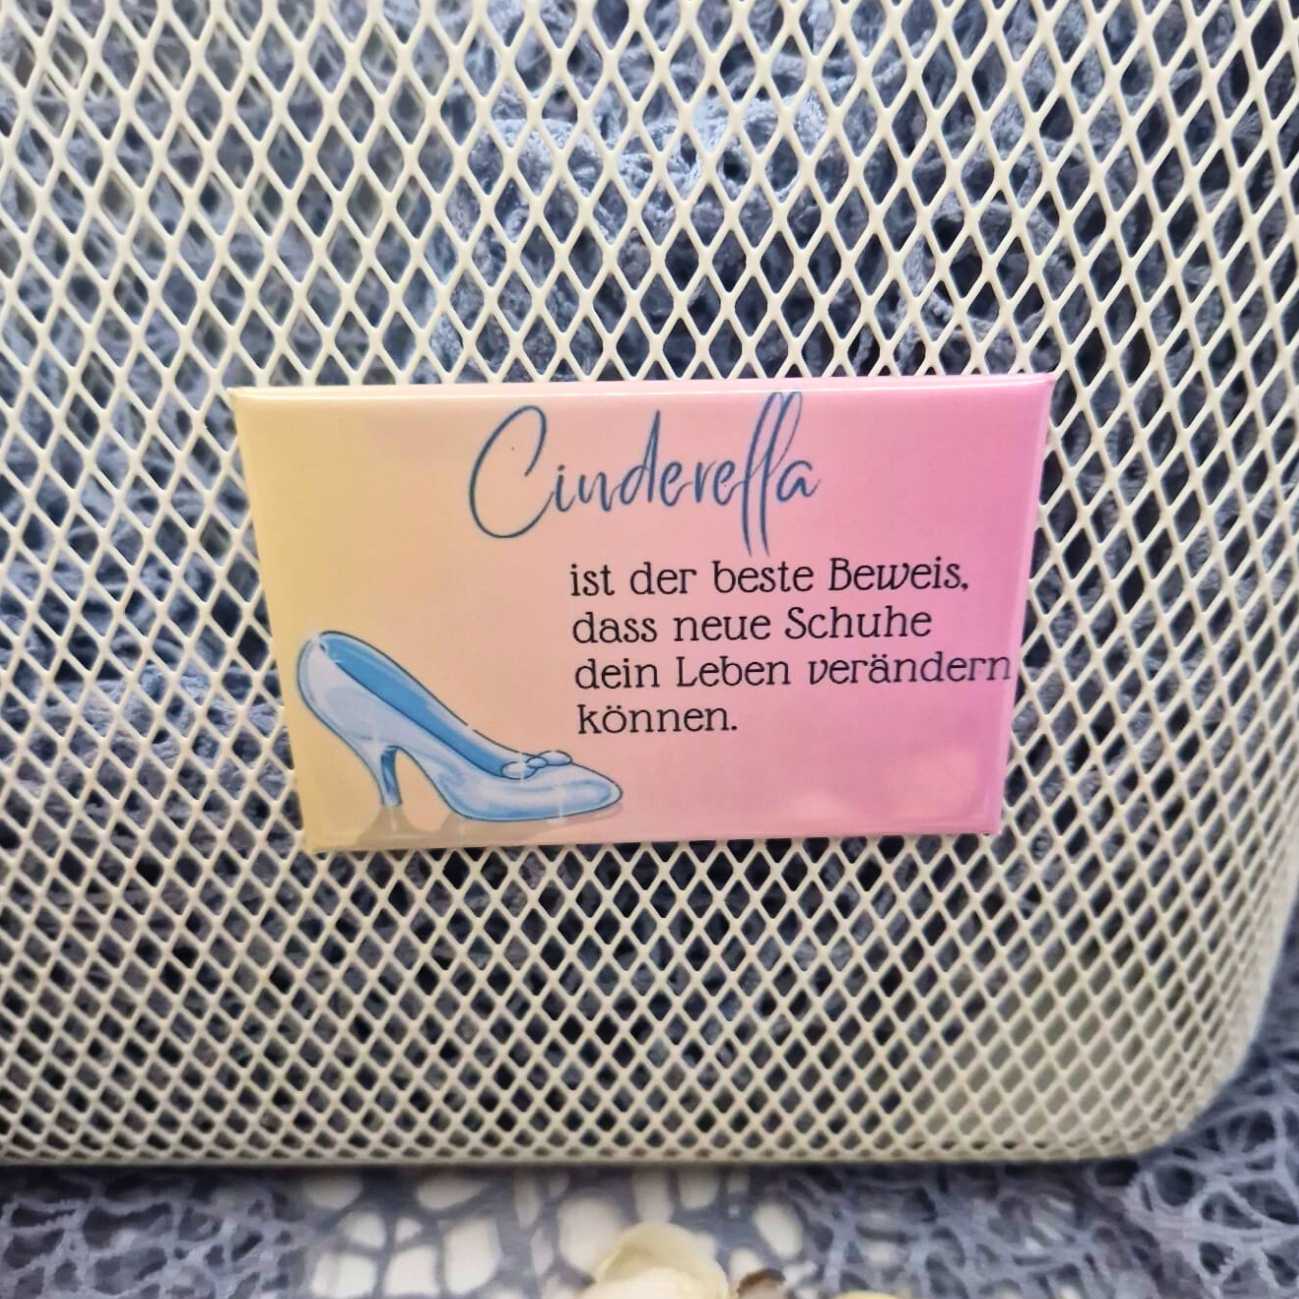 Cinderella
ist der beste Beweis,
dass neue Schuhe
dein Leben verändern
können.